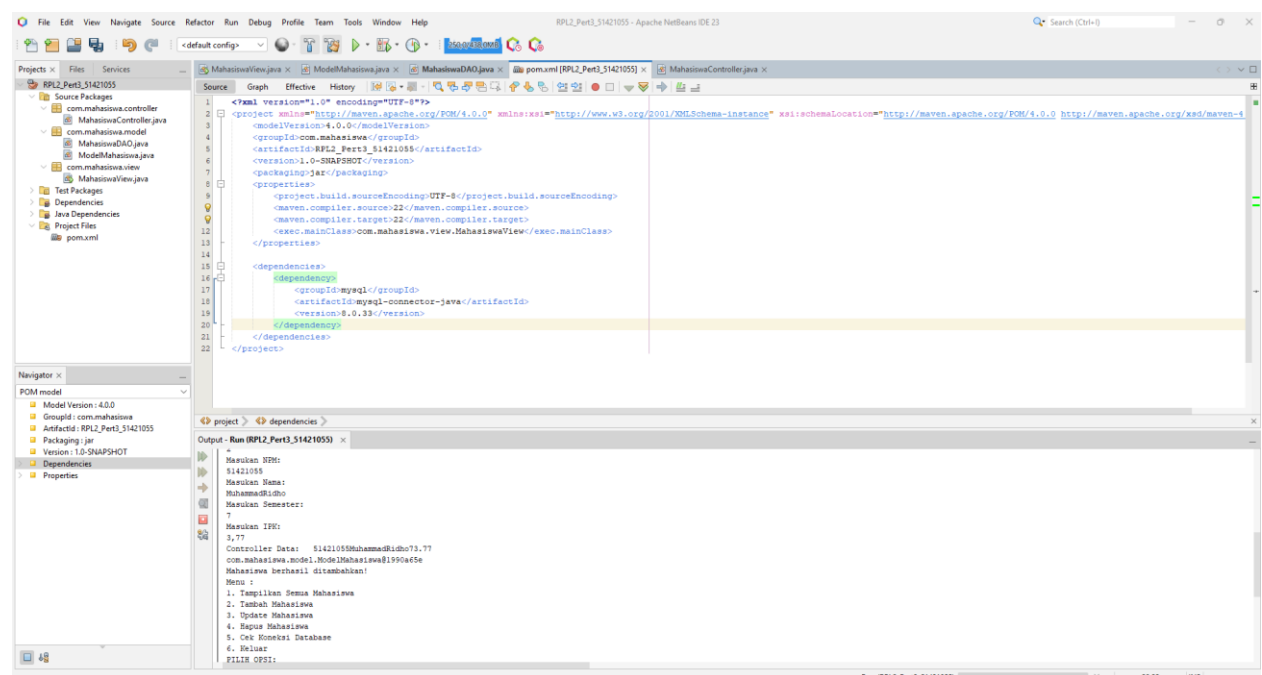 File Edit View Navigate Source Refactor Run Debug Profile Team Tools Window Help
RPL2_Pert3_51421055 - Apache NetBeans IDE 23
Search (Ctrl+I)
<default config>
Projects
Files
Services
RPL2_Pert3_51421055
Source Packages
com.mahasiswa.controller
MahasiswaController.java
com.mahasiswa.model
MahasiswaDAO.java
ModelMahasiswa.java
com.mahasiswa.view
MahasiswaView.java
Test Packages
Dependencies
Java Dependencies
Project Files
pom.xml
Navigator
POM model
Model Version : 4.0.0
GroupId : com.mahasiswa
ArtifactId : RPL2_Pert3_51421055
Packaging : jar
Version : 1.0-SNAPSHOT
Dependencies
Properties
MahasiswaView.java
ModelMahasiswa.java
MahasiswaDAO.java
pom.xml [RPL2_Pert3_51421055]
MahasiswaController.java
Source Graph Effective History
1 <?xml version="1.0" encoding="UTF-8"?>
2 <project xmlns="http://maven.apache.org/POM/4.0.0" xmlns:xsi="http://www.w3.org/2001/XMLSchema-instance" xsi:schemaLocation="http://maven.apache.org/POM/4.0.0 http://maven.apache.org/xsd/maven-4
3 <modelVersion>4.0.0</modelVersion>
4 <groupId>com.mahasiswa</groupId>
5 <artifactId>RPL2_Pert3_51421055</artifactId>
6 <version>1.0-SNAPSHOT</version>
7 <packaging>jar</packaging>
8 <properties>
9 <project.build.sourceEncoding>UTF-8</project.build.sourceEncoding>
<maven.compiler.source>22</maven.compiler.source>
<maven.compiler.target>22</maven.compiler.target>
12 <exec.mainClass>com.mahasiswa.view.MahasiswaView</exec.mainClass>
13 </properties>
14
15 <dependencies>
16 <dependency>
17 <groupId>mysql</groupId>
18 <artifactId>mysql-connector-java</artifactId>
19 <version>8.0.33</version>
20 </dependency>
21 </dependencies>
22 </project>
project
dependencies
Output - Run (RPL2_Pert3_51421055)
Masukan NPM:
51421055
Masukan Nama:
MuhammadRidho
Masukan Semester:
7
Masukan IPK:
3,77
Controller Data: 51421055MuhammadRidho73.77
com.mahasiswa.model.ModelMahasiswa@1990a65e
Mahasiswa berhasil ditambahkan!
Menu :
1. Tampilkan Semua Mahasiswa
2. Tambah Mahasiswa
3. Update Mahasiswa
4. Hapus Mahasiswa
5. Cek Koneksi Database
6. Keluar
PILIH OPSI: